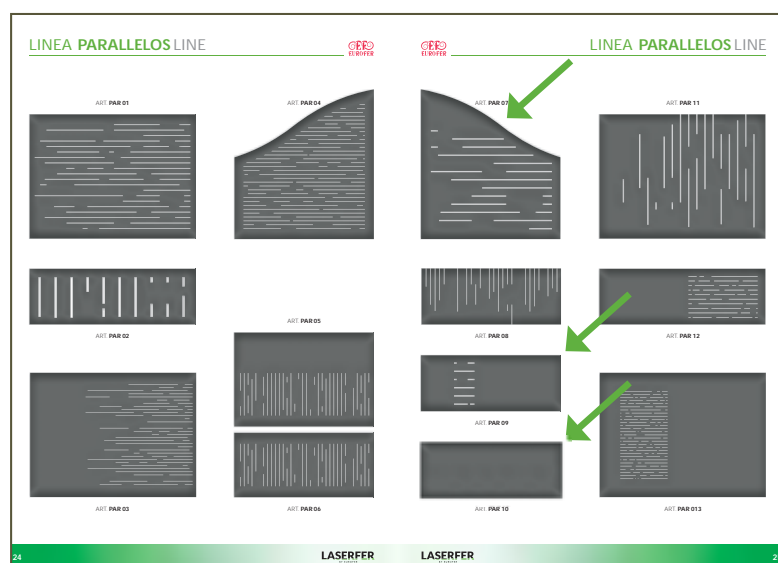 LINEA PARALLELOS LINE
EUROFER
EUROFER
LINEA PARALLELOS LINE
ART. PAR 01
ART. PAR 04
ART. PAR 07
ART. PAR 11
ART. PAR 02
ART. PAR 05
ART. PAR 08
ART. PAR 12
ART. PAR 09
ART. PAR 03
ART. PAR 06
ART. PAR 10
ART. PAR 013
24
LASERFER
LASERFER